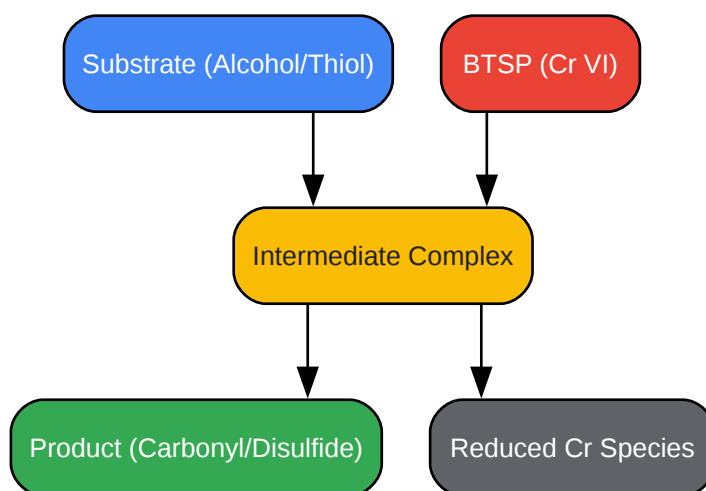 Substrate (Alcohol/Thiol)
BTSP (Cr VI)
Intermediate Complex
Product (Carbonyl/Disulfide)
Reduced Cr Species